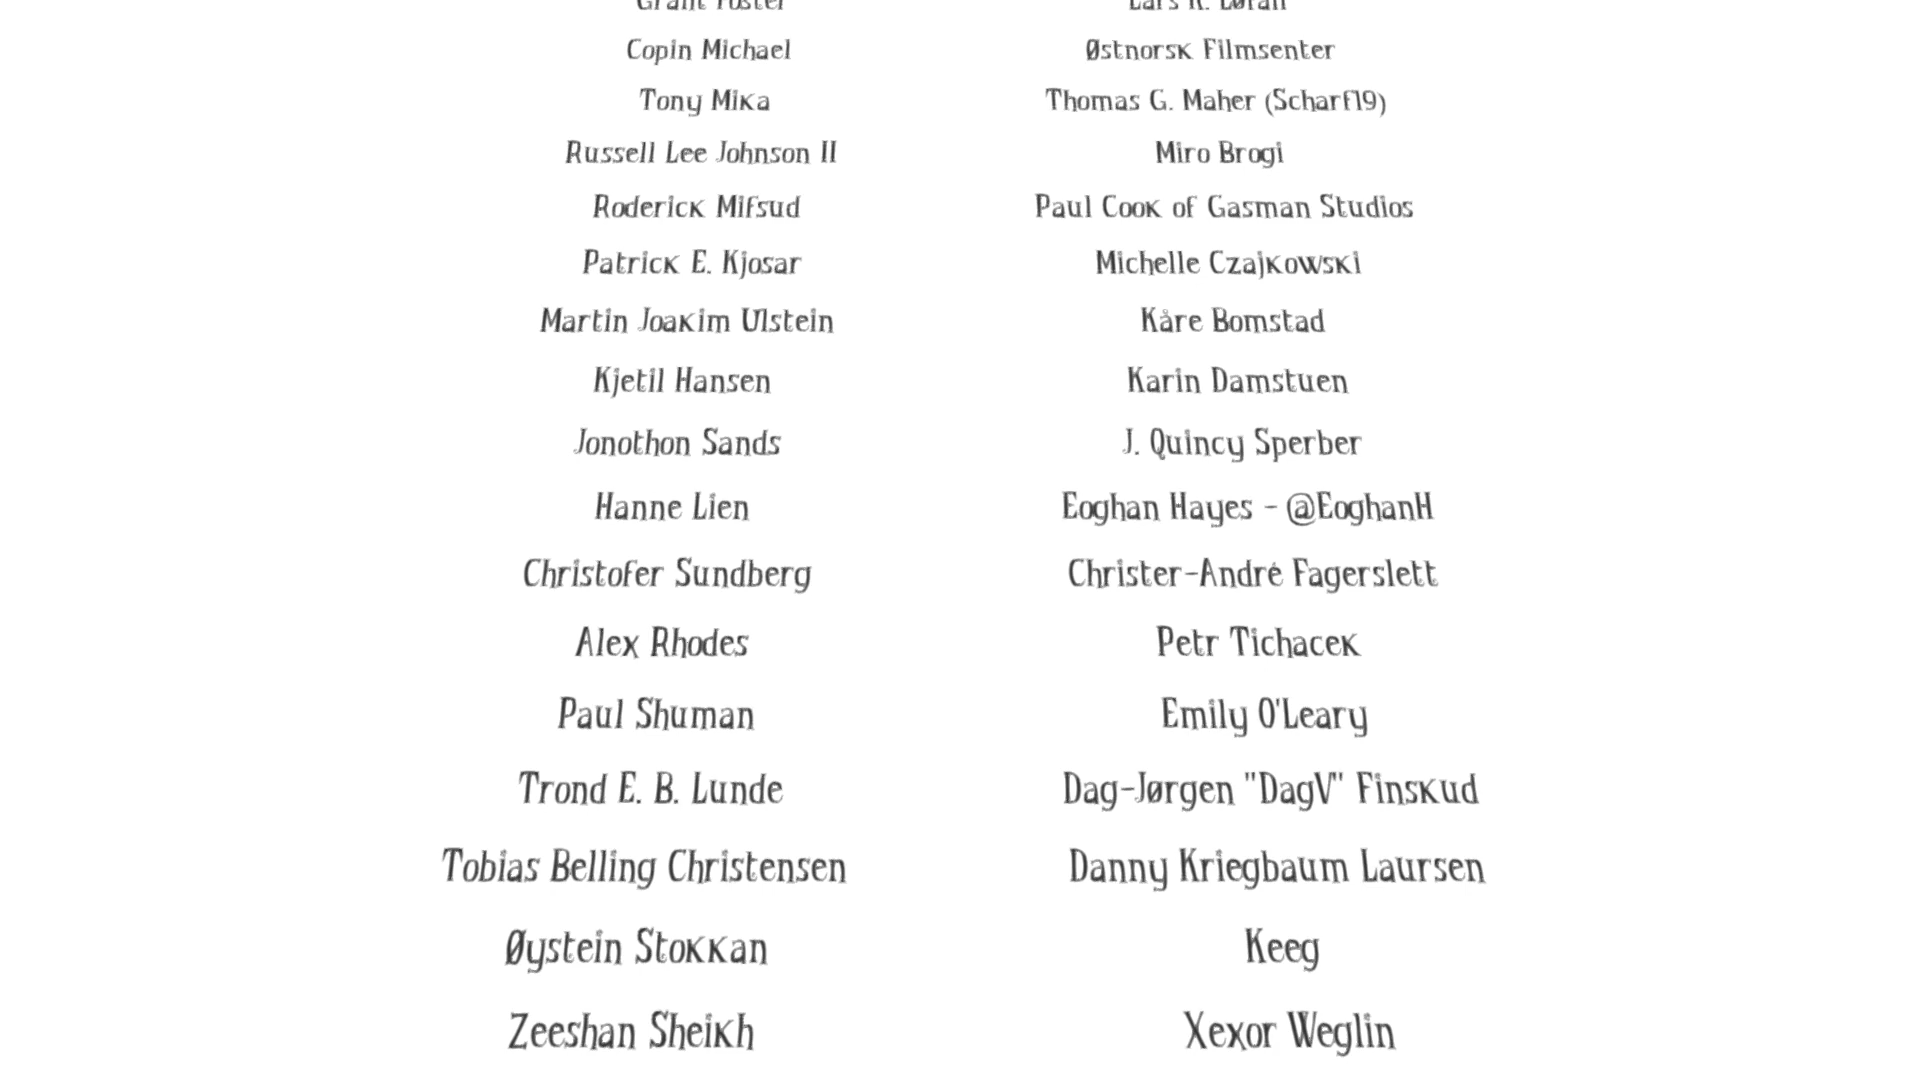 Grant Foster
Lars R. Løfall
Copin Michael
Østnorsk Filmsenter
Tony Mika
Thomas G. Maher (Scharf19)
Russell Lee Johnson II
Miro Brogi
Roderick Mifsud
Paul Cook of Gasman Studios
Patrick E. Kjosar
Michelle Czajkowski
Martin Joakim Ulstein
Kåre Bomstad
Kjetil Hansen
Karin Damstuen
Jonothon Sands
J. Quincy Sperber
Hanne Lien
Eoghan Hayes - @EoghanH
Christofer Sundberg
Christer-André Fagerslett
Alex Rhodes
Petr Tichacek
Paul Shuman
Emily O'Leary
Trond E. B. Lunde
Dag-Jørgen "DagV" Finskud
Tobias Belling Christensen
Danny Kriegbaum Laursen
Øystein Stokkan
Keeg
Zeeshan Sheikh
Xexor Weglin